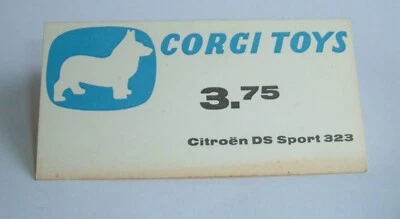 CORGI TOYS
3.75
Citroën DS Sport 323